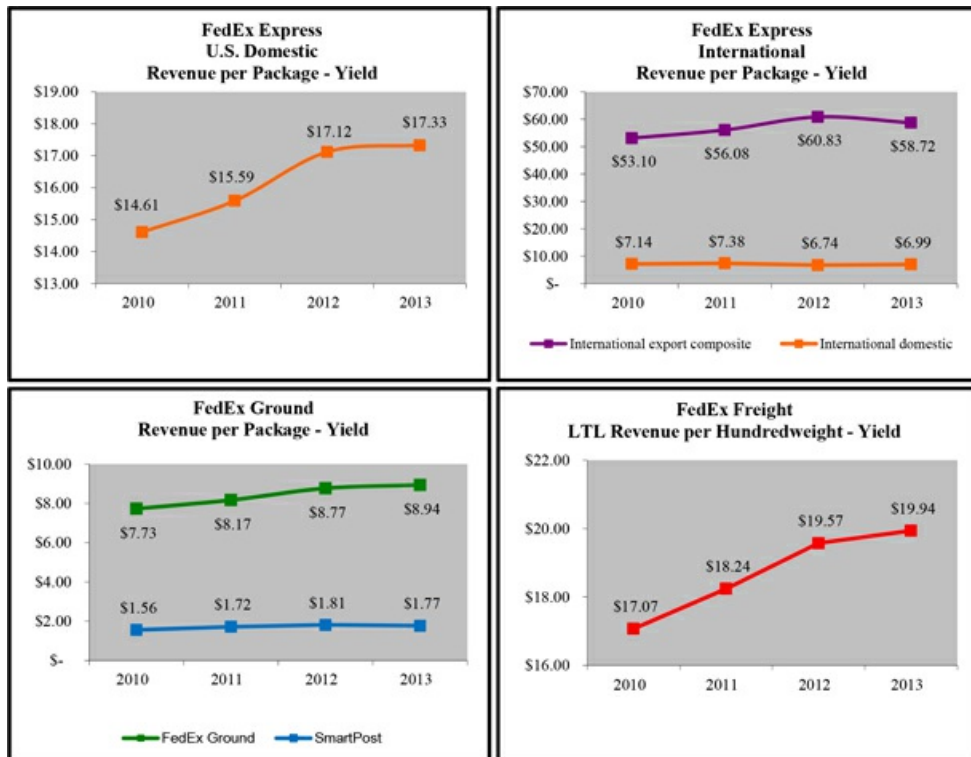 FedEx Express
U.S. Domestic
Revenue per Package - Yield
$19.00
$18.00
$17.00
$16.00
$15.00
$14.00
$13.00
$14.61
$15.59
$17.12
$17.33
2010 2011 2012 2013
FedEx Express
International
Revenue per Package - Yield
$70.00
$60.00
$50.00
$40.00
$30.00
$20.00
$10.00
$-
$53.10 $56.08 $60.83 $58.72
$7.14 $7.38 $6.74 $6.99
2010 2011 2012 2013
International export composite International domestic
FedEx Ground
Revenue per Package - Yield
$10.00
$8.00
$6.00
$4.00
$2.00
$-
$7.73 $8.17 $8.77 $8.94
$1.56 $1.72 $1.81 $1.77
2010 2011 2012 2013
FedEx Ground SmartPost
FedEx Freight
LTL Revenue per Hundredweight - Yield
$22.00
$20.00
$18.00
$16.00
$17.07
$18.24
$19.57
$19.94
2010 2011 2012 2013